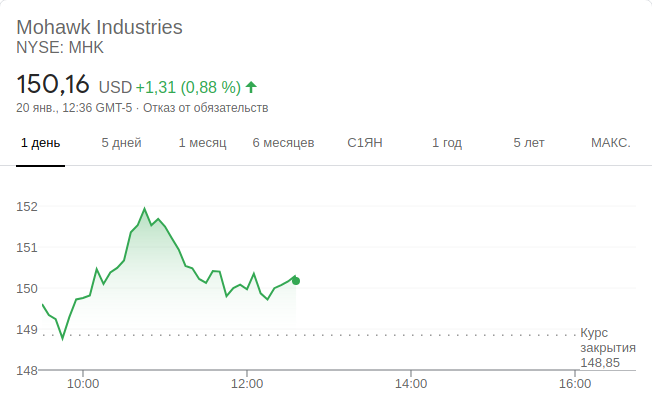 Mohawk Industries
NYSE: MHK
150,16 USD +1,31 (0,88 %)
20 янв., 12:36 GMT-5 · Отказ от обязательств
1 день 5 дней 1 месяц 6 месяцев С1ЯН 1 год 5 лет МАКС.
152
151
150
149
Курс
закрытия
148,85
148
10:00 12:00 14:00 16:00